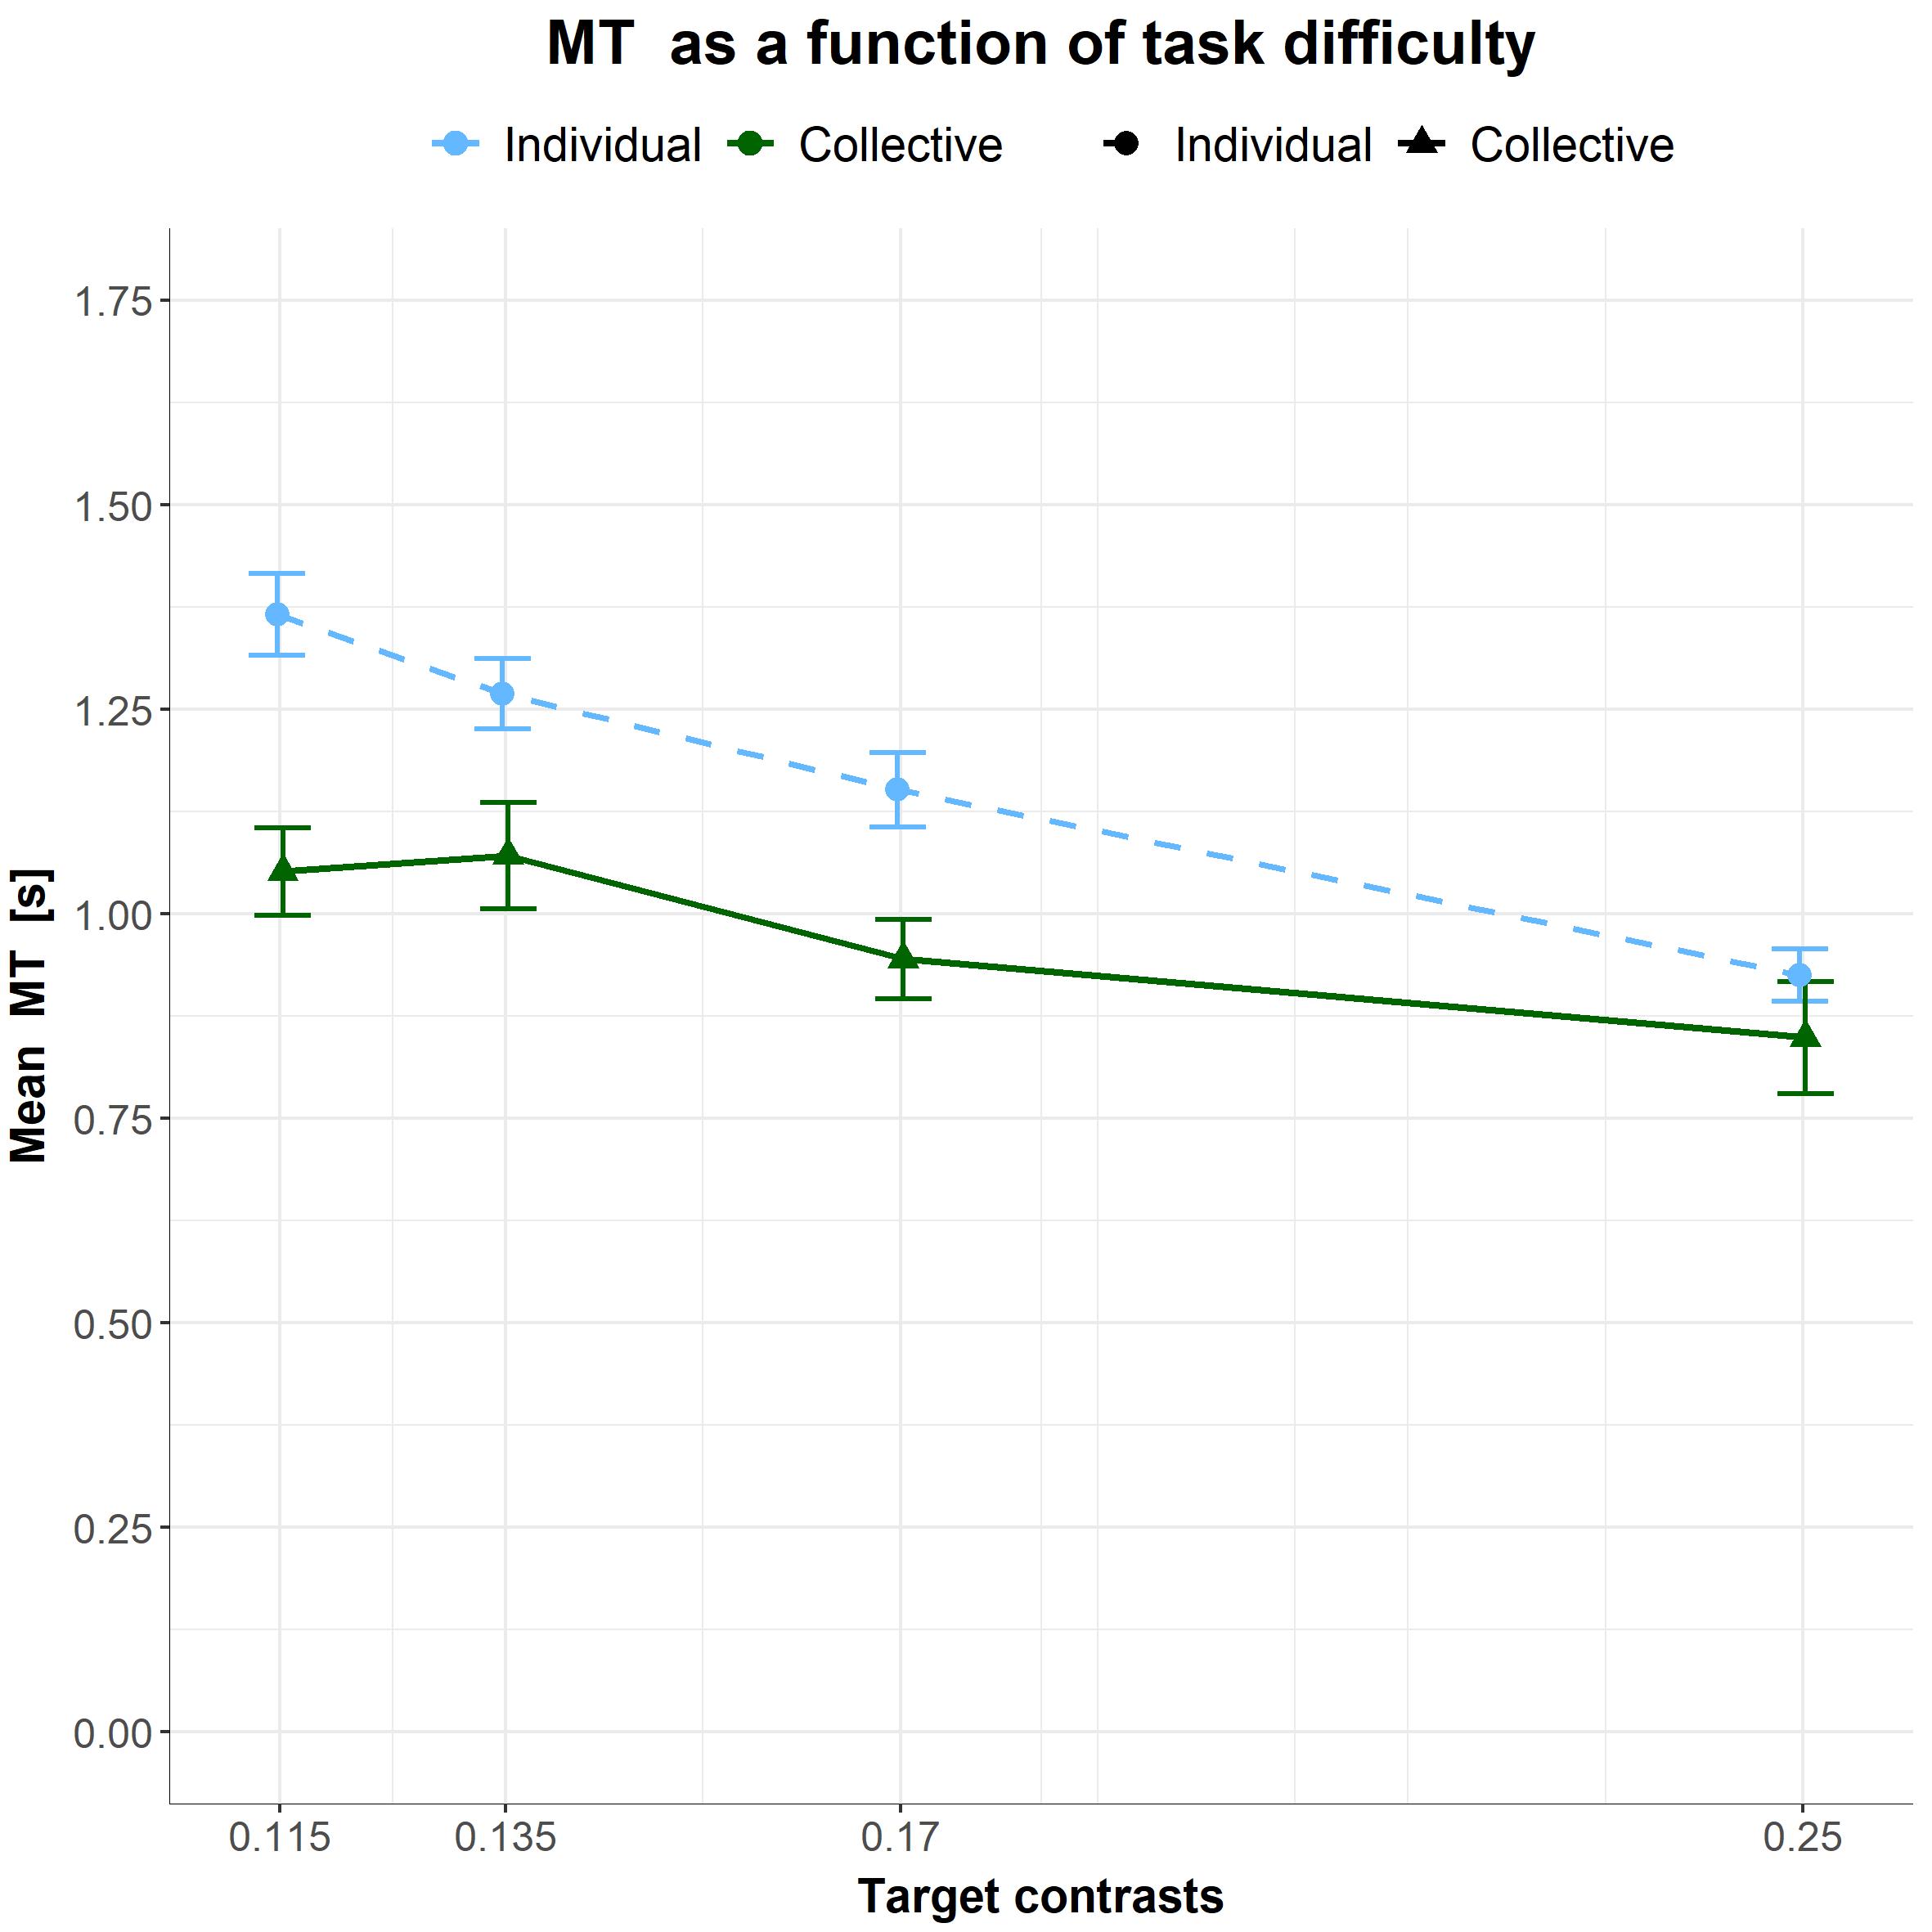 MT as a function of task difficulty
Individual Collective Individual Collective
1.75
1.50
1.25
1.00
0.75
0.50
0.25
0.00
Mean MT [s]
0.115 0.135 0.17 0.25
Target contrasts